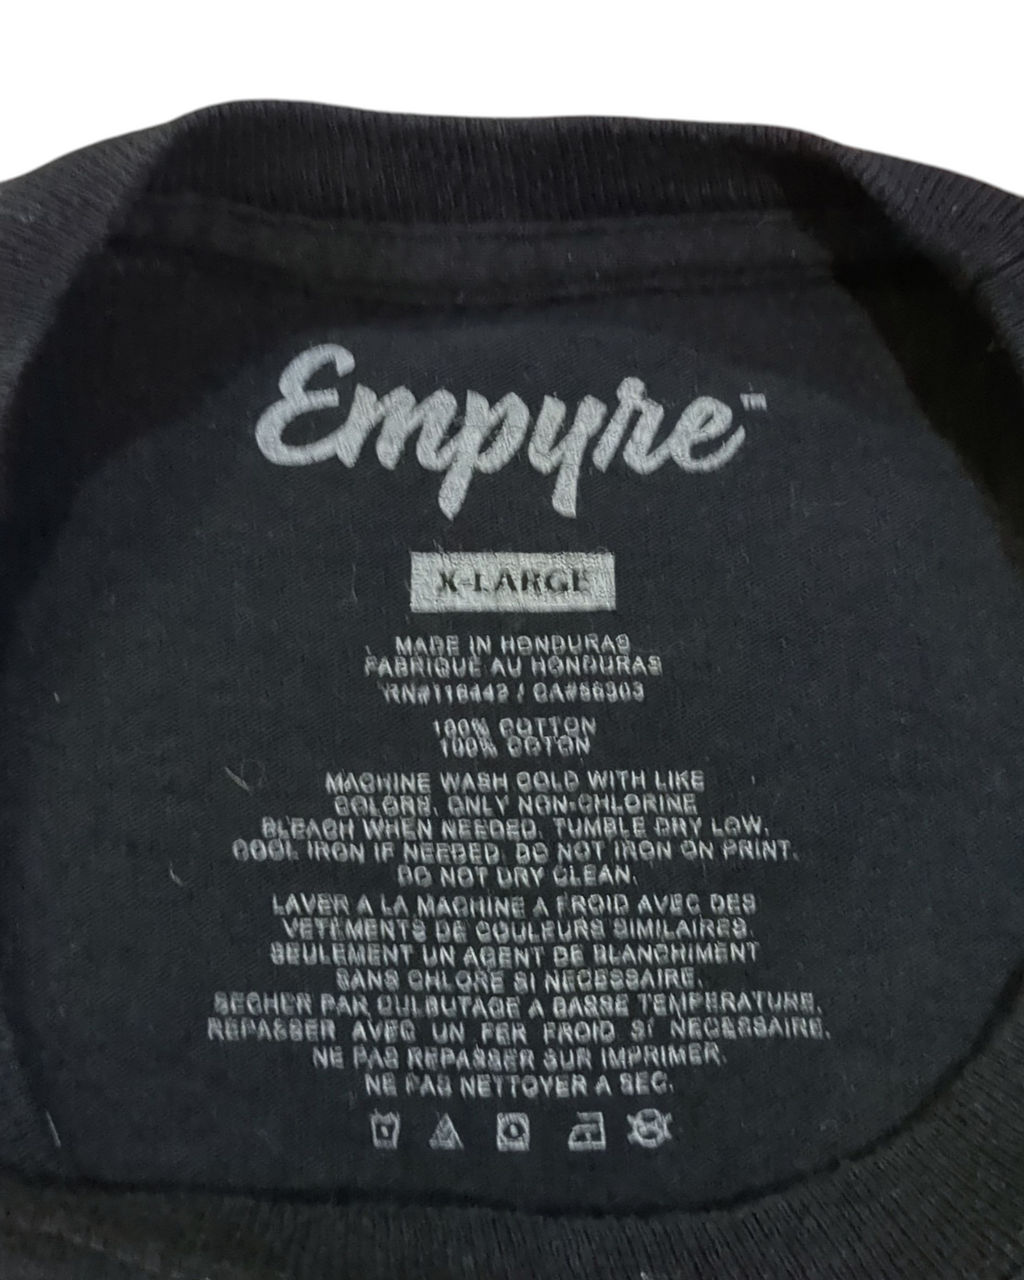 Empyre™
X-LARGE
MADE IN HONDURAS
FABRIQUE AU HONDURAS
RN#116442 / CA#56303
100% COTTON
100% COTON
MACHINE WASH COLD WITH LIKE
COLORS. ONLY NON-CHLORINE
BLEACH WHEN NEEDED. TUMBLE DRY LOW.
COOL IRON IF NEEDED. DO NOT IRON ON PRINT.
DO NOT DRY CLEAN.
LAVER A LA MACHINE A FROID AVEC DES
VETEMENTS DE COULEURS SIMILAIRES.
SEULEMENT UN AGENT DE BLANCHIMENT
SANS CHLORE SI NECESSAIRE.
SECHER PAR CULBUTAGE A BASSE TEMPERATURE.
REPASSER AVEC UN FER FROID SI NECESSAIRE.
NE PAS REPASSER SUR IMPRIMER.
NE PAS NETTOYER A SEC.